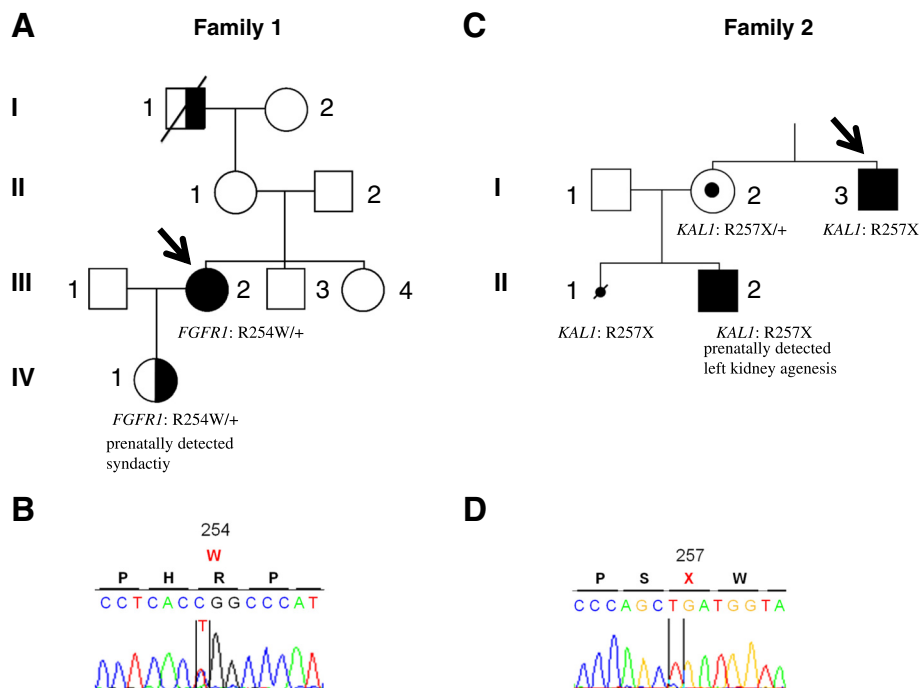 A
Family 1
I
1
2
II
1
2
III
1
2
3
4
FGFR1: R254W/+
IV
1
FGFR1: R254W/+
prenatally detected
syndactiy
C
Family 2
I
1
2
3
KAL1: R257X/+
KAL1: R257X
II
1
2
KAL1: R257X
KAL1: R257X
prenatally detected
left kidney agenesis
B
254
W
P H R P
CCTCACCGGCCCAT
T
D
257
P S X W
CCCAGCTGATGGTA